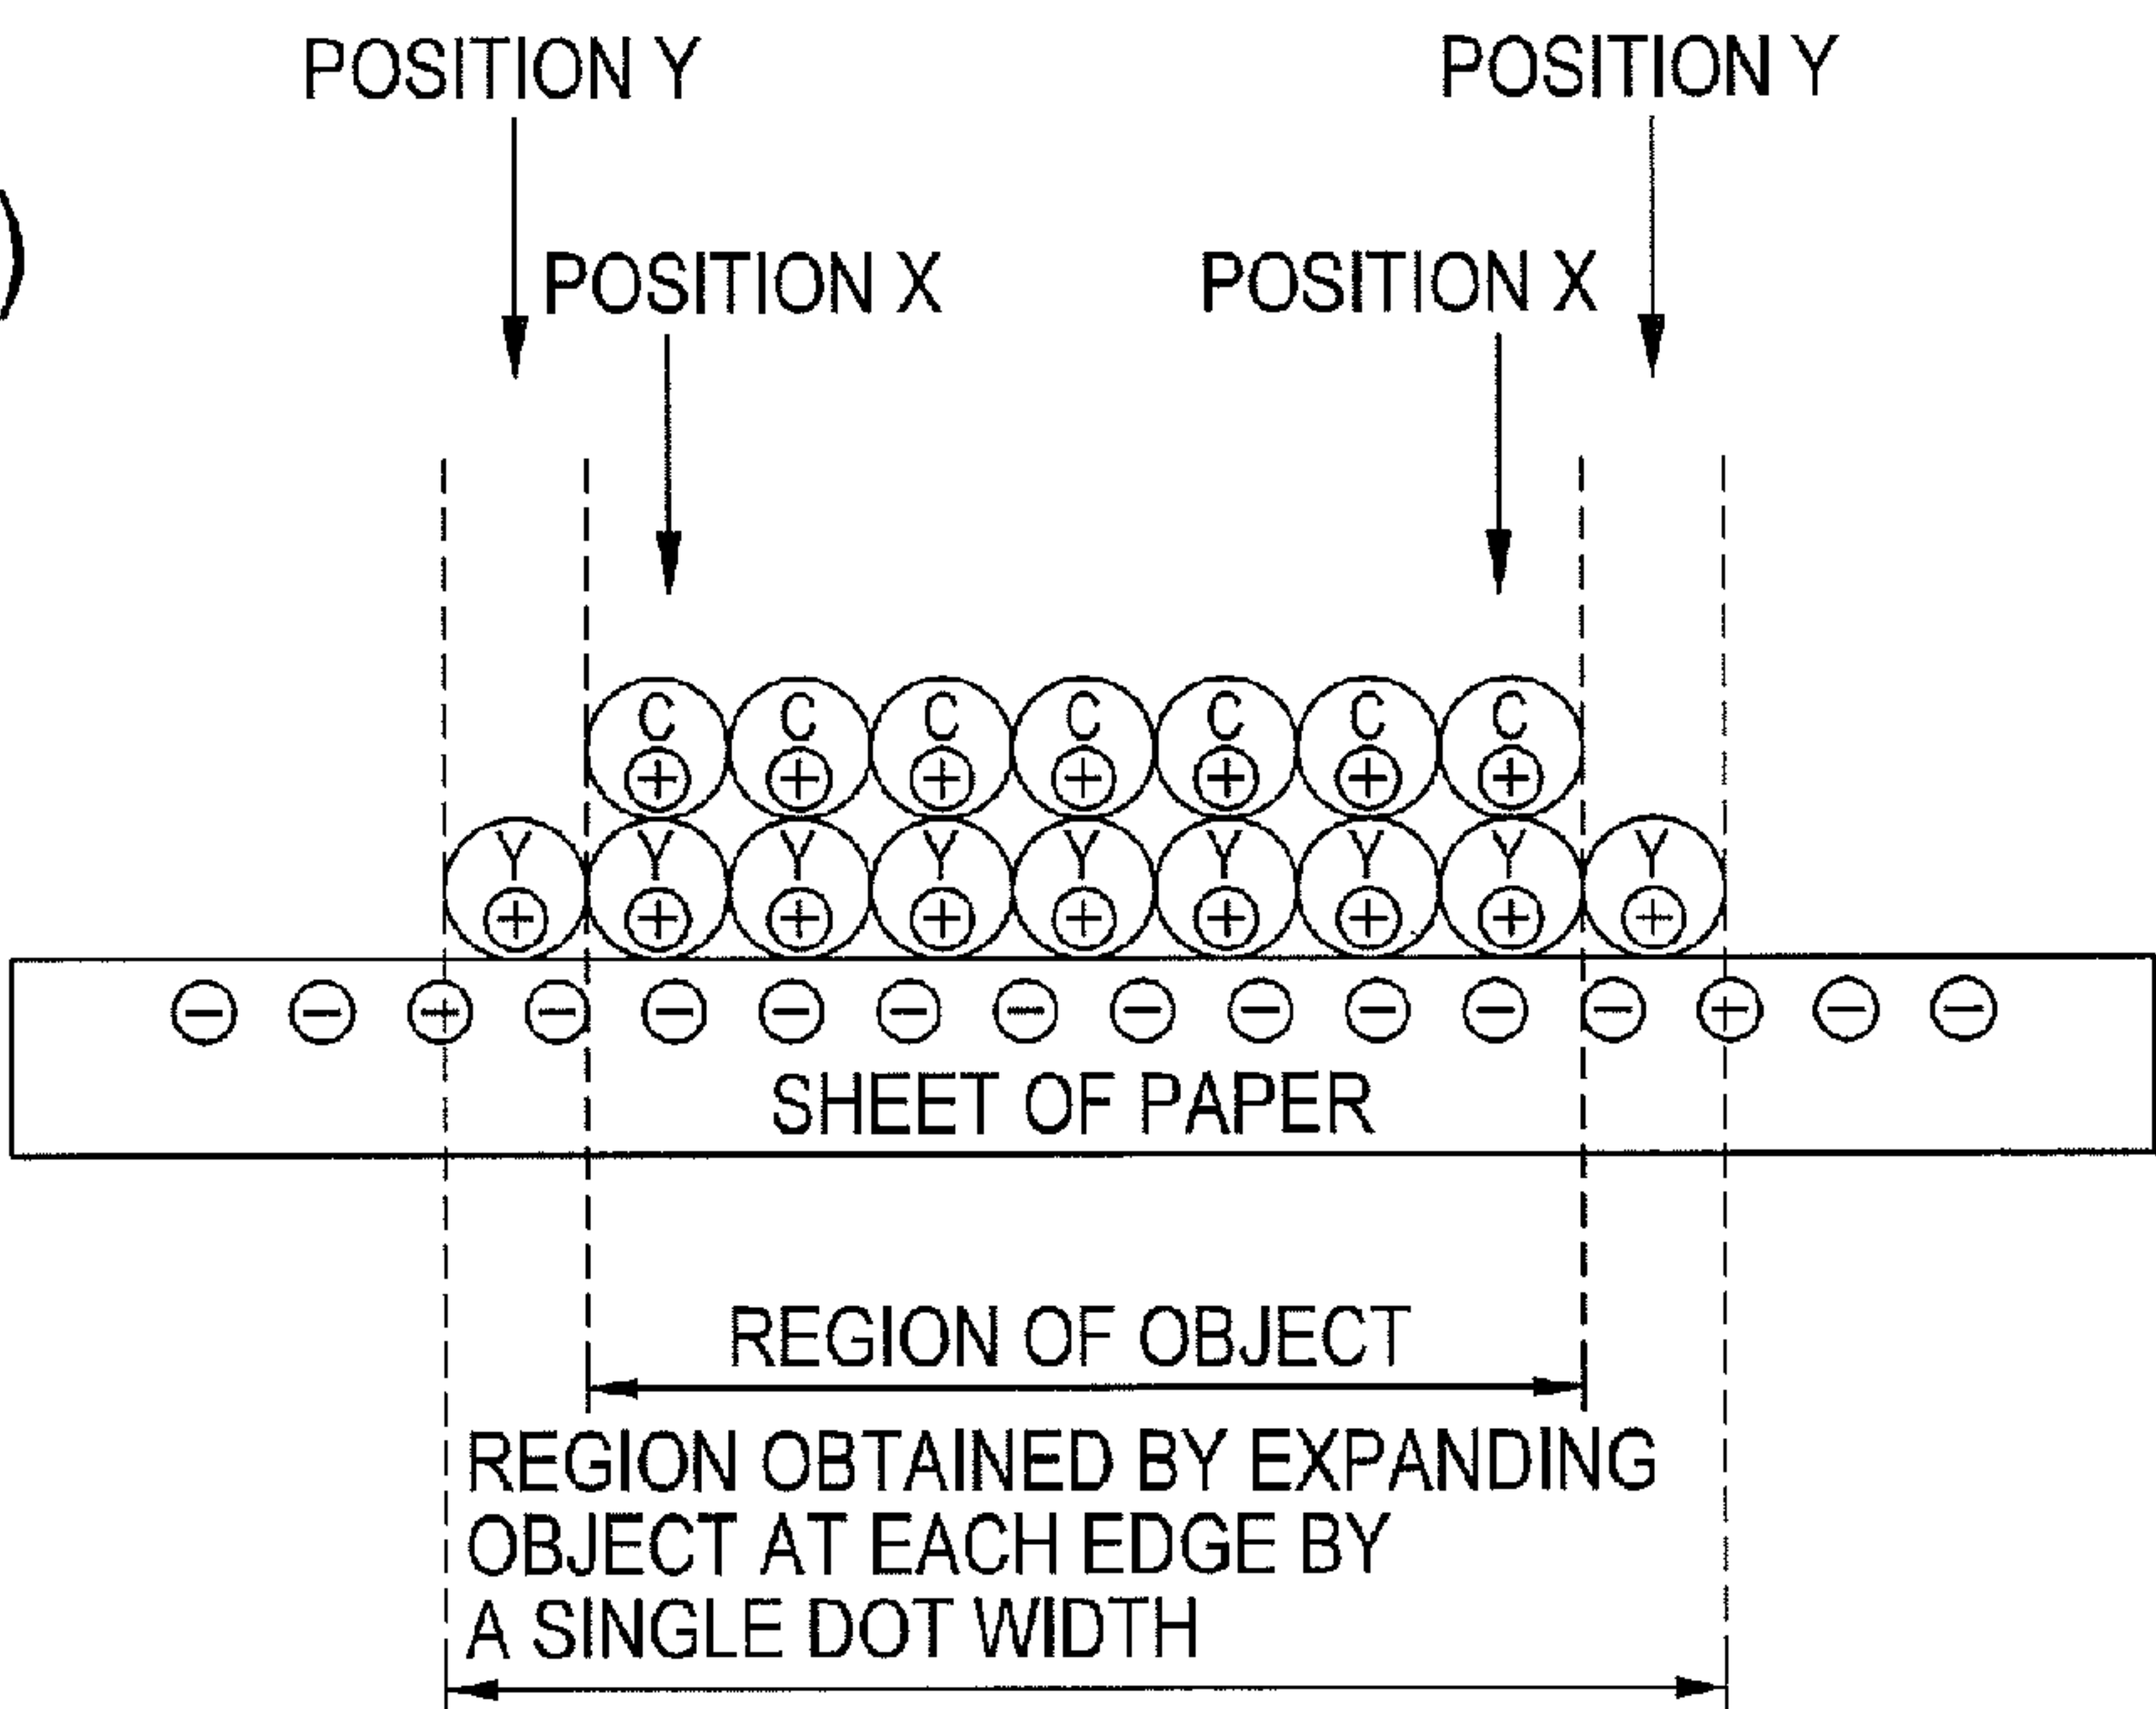 POSITION Y POSITION Y
)
POSITION X POSITION X
C C C C C C C
+ + + + + + +
Y Y Y Y Y Y Y Y Y
+ + + + + + + + +
− − + − − − − − − − − − − + − −
SHEET OF PAPER
REGION OF OBJECT
REGION OBTAINED BY EXPANDING
OBJECT AT EACH EDGE BY
A SINGLE DOT WIDTH